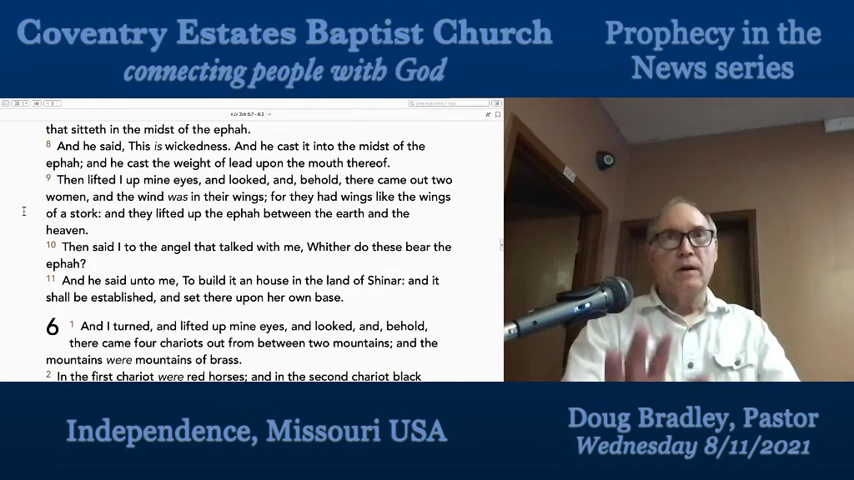 Coventry Estates Baptist Church
connecting people with God
Prophecy in the
News series
that sitteth in the midst of the ephah.
8 And he said, This is wickedness. And he cast it into the midst of the
ephah; and he cast the weight of lead upon the mouth thereof.
9 Then lifted I up mine eyes, and looked, and, behold, there came out two
women, and the wind was in their wings; for they had wings like the wings
of a stork: and they lifted up the ephah between the earth and the
heaven.
10 Then said I to the angel that talked with me, Whither do these bear the
ephah?
11 And he said unto me, To build it an house in the land of Shinar: and it
shall be established, and set there upon her own base.
6 1 And I turned, and lifted up mine eyes, and looked, and, behold,
there came four chariots out from between two mountains; and the
mountains were mountains of brass.
2 In the first chariot were red horses; and in the second chariot black
Independence, Missouri USA
Doug Bradley, Pastor
Wednesday 8/11/2021